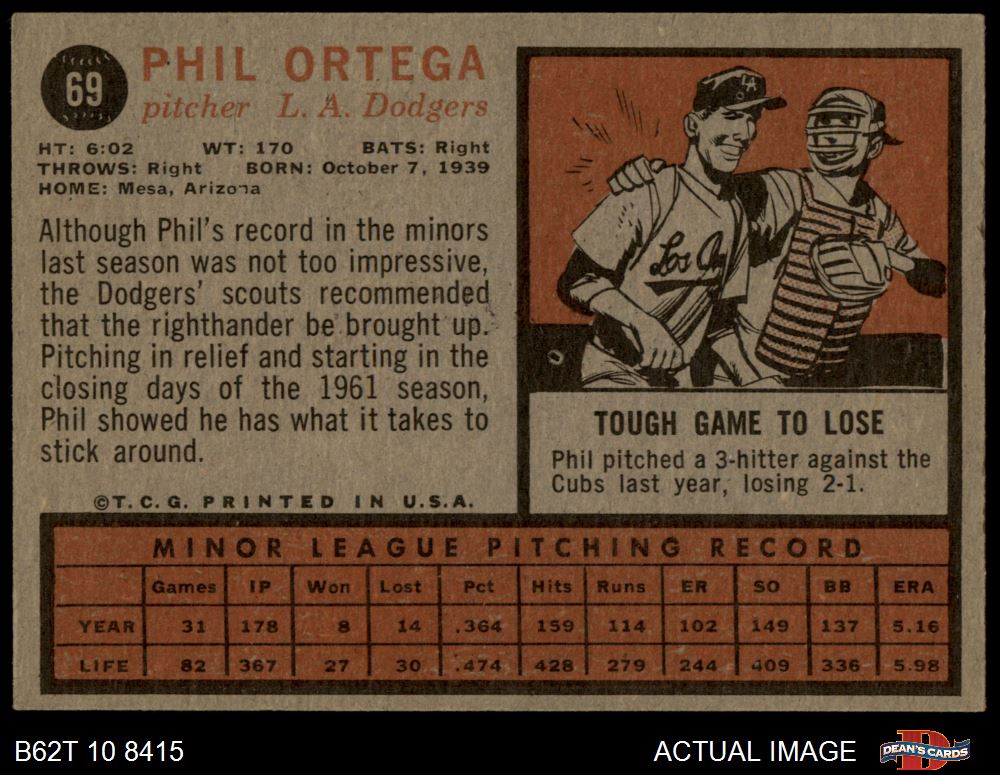 69
PHIL ORTEGA
pitcher L. A. Dodgers
HT: 6:02 WT: 170 BATS: Right
THROWS: Right BORN: October 7, 1939
HOME: Mesa, Arizona
Although Phil's record in the minors
last season was not too impressive,
the Dodgers' scouts recommended
that the righthander be brought up.
Pitching in relief and starting in the
closing days of the 1961 season,
Phil showed he has what it takes to
stick around.
©T.C.G. PRINTED IN U.S.A.
LA
Los An
TOUGH GAME TO LOSE
Phil pitched a 3-hitter against the
Cubs last year, losing 2-1.
MINOR LEAGUE PITCHING RECORD
Games IP Won Lost Pct Hits Runs ER SO BB ERA
YEAR 31 178 8 14 .364 159 114 102 149 137 5.16
LIFE 82 367 27 30 .474 428 279 244 409 336 5.98
B62T 10 8415
ACTUAL IMAGE
D
DEAN'S CARDS